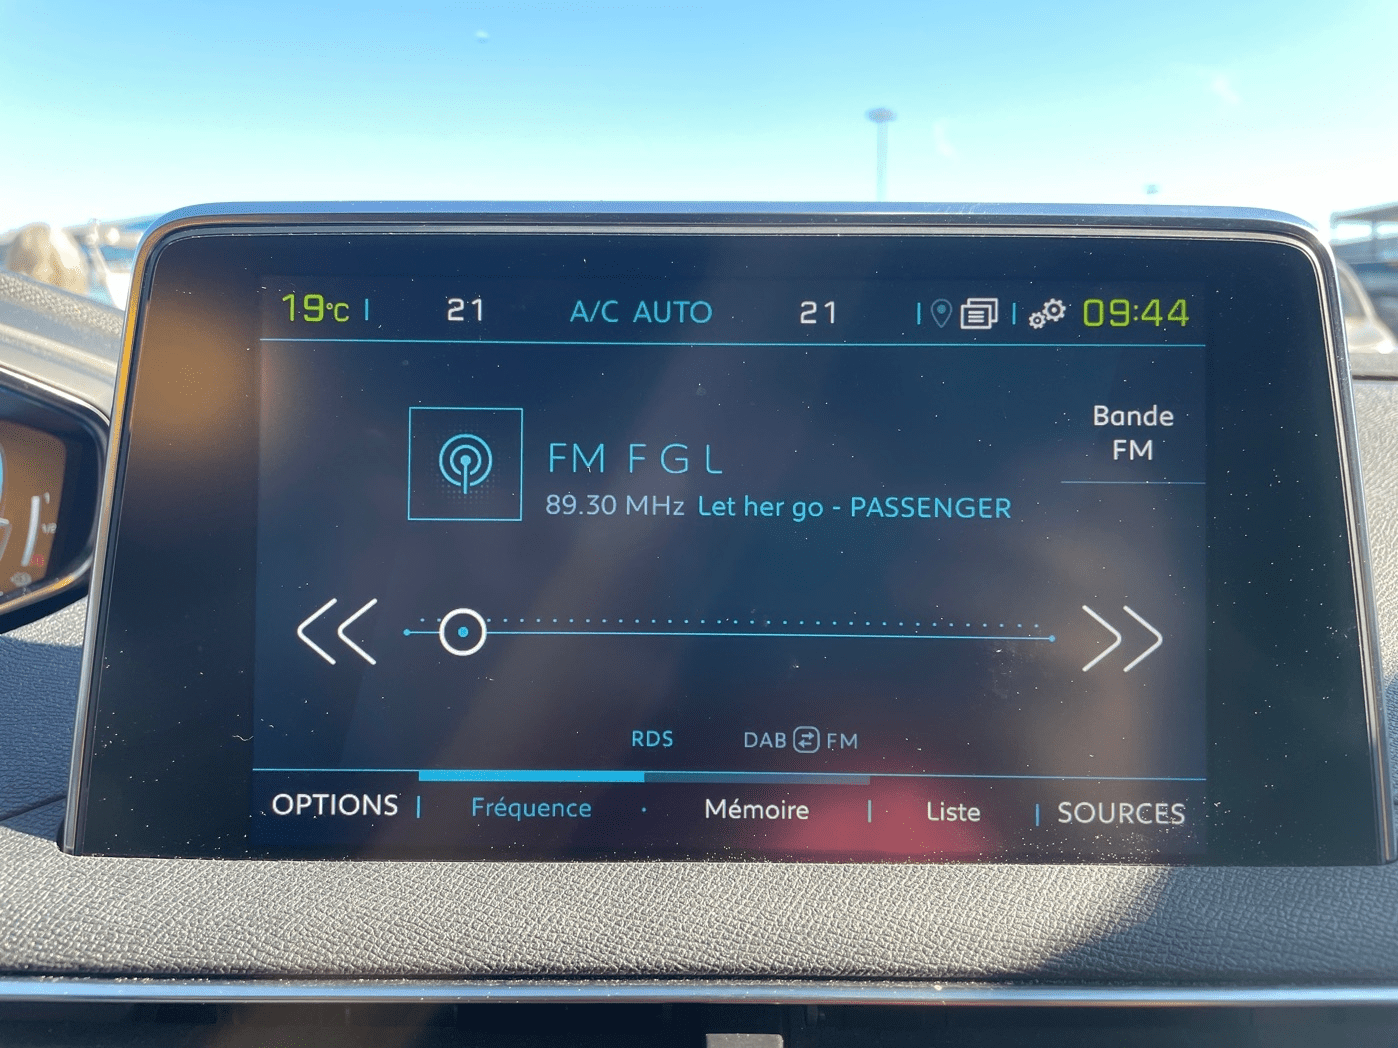 19°C 21 A/C AUTO 21 09:44
Bande
FM
FM F G L
89.30 MHz Let her go - PASSENGER
RDS DAB FM
OPTIONS Fréquence · Mémoire Liste SOURCES